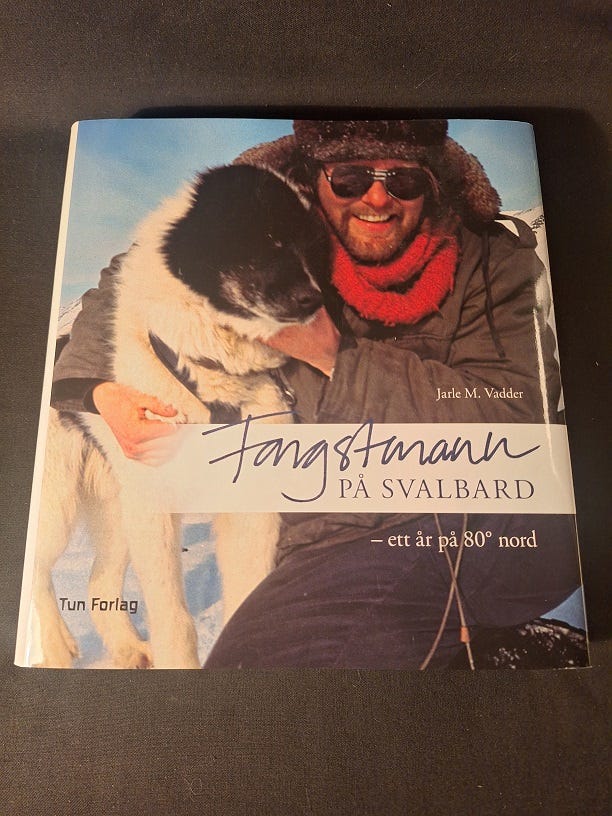 Jarle M. Vadder
Fangstmann
PÅ SVALBARD
– ett år på 80° nord
Tun Forlag